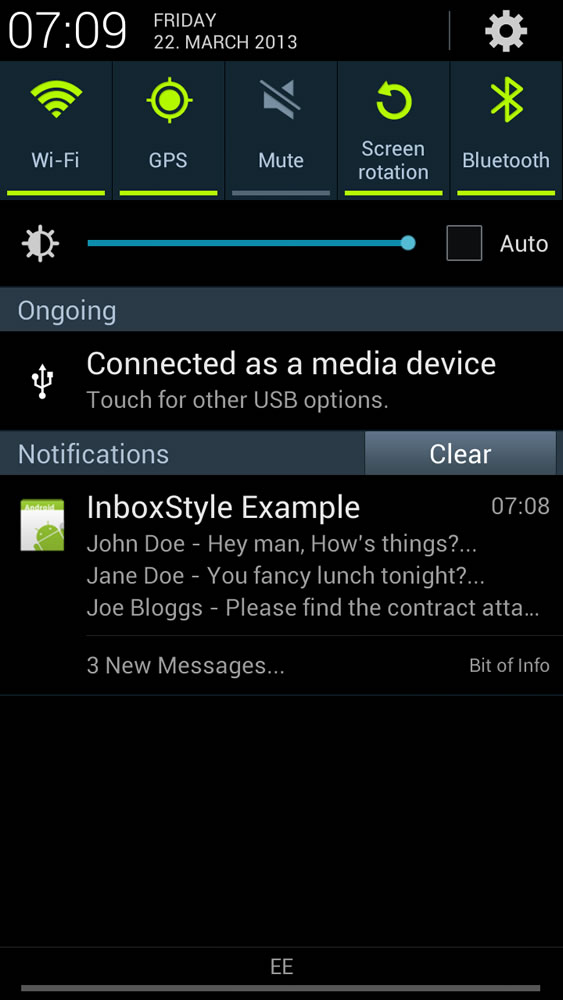 07:09
FRIDAY
22. MARCH 2013
Wi-Fi
GPS
Mute
Screen
rotation
Bluetooth
Auto
Ongoing
Connected as a media device
Touch for other USB options.
Notifications
Clear
Android
InboxStyle Example
07:08
John Doe - Hey man, How's things?...
Jane Doe - You fancy lunch tonight?...
Joe Bloggs - Please find the contract atta...
3 New Messages...
Bit of Info
EE